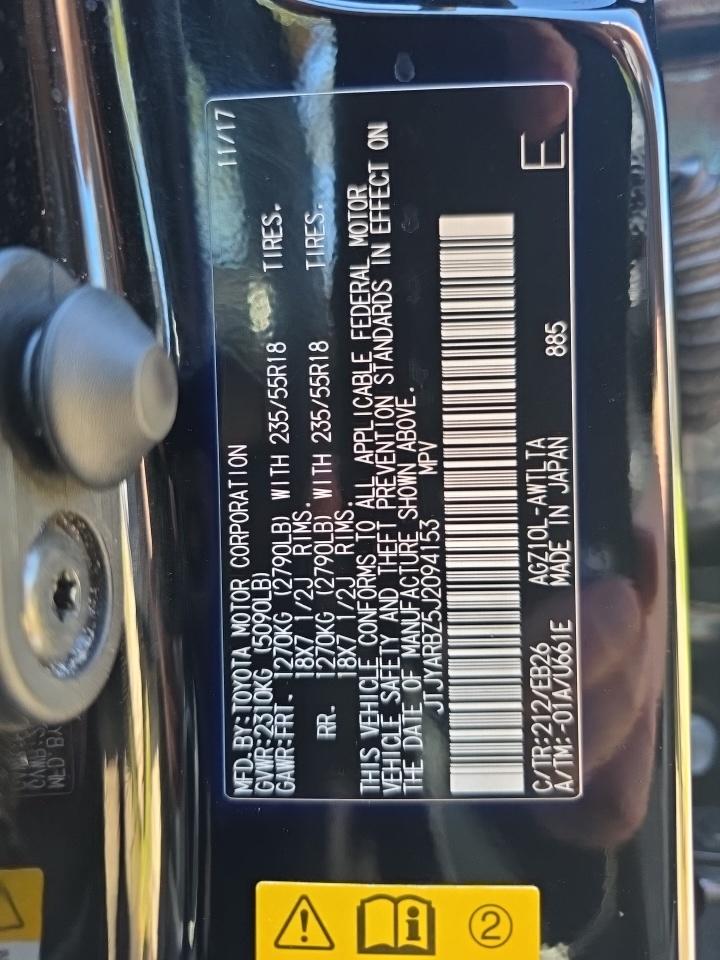 MFD. BY: TOYOTA MOTOR CORPORATION 11/17
GVWR: 2310KG (5090LB)
GAWR: FRT. 1270KG (2790LB) WITH 235/55R18 TIRES.
18X7 1/2J RIMS.
RR. 1270KG (2790LB) WITH 235/55R18 TIRES.
18X7 1/2J RIMS.
THIS VEHICLE CONFORMS TO ALL APPLICABLE FEDERAL MOTOR
VEHICLE SAFETY AND THEFT PREVENTION STANDARDS IN EFFECT ON
THE DATE OF MANUFACTURE SHOWN ABOVE.
JTJYARBZ5J2094153 MPV
C/TR: 212/EB26 AGZ10L-AWTLTA
A/TM: -01A/U661E MADE IN JAPAN 885 E
2